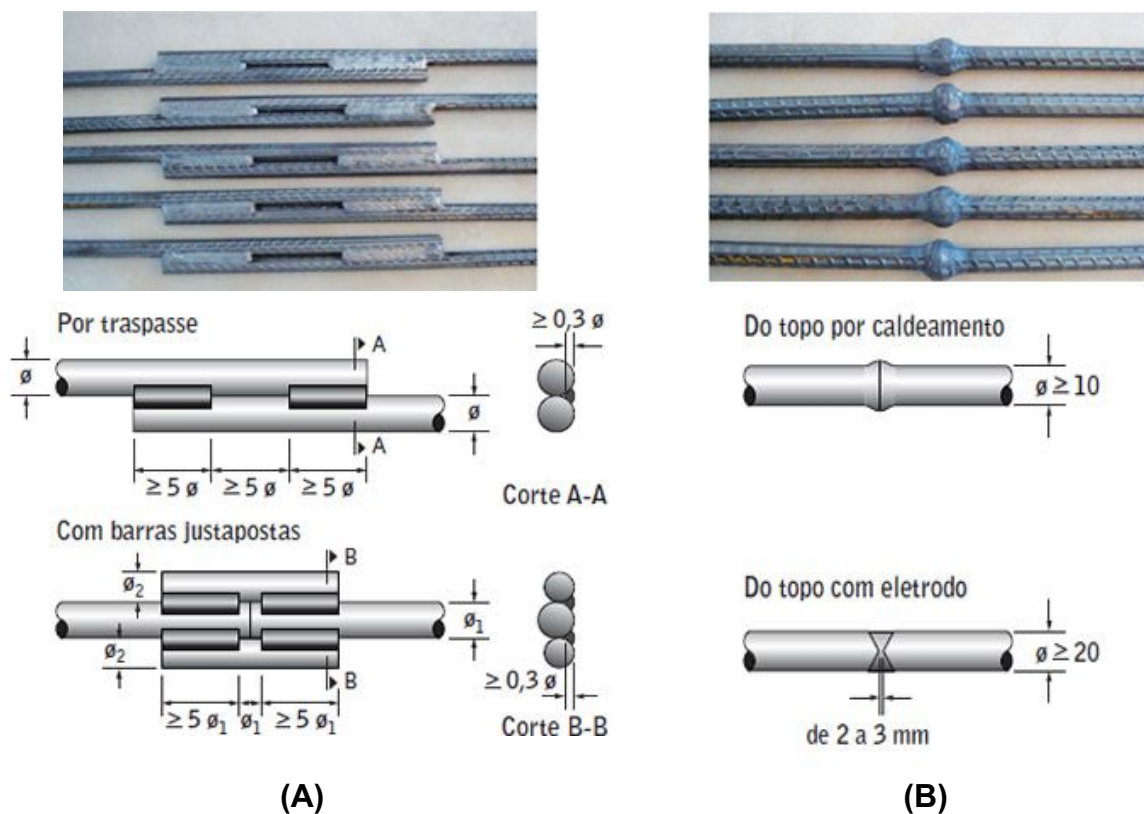 Por traspasse
≥ 0,3 ø
A
ø
ø
A
≥ 5 ø ≥ 5 ø ≥ 5 ø
Corte A-A
Com barras justapostas
B
ø2
ø1
ø2
B
≥ 0,3 ø
≥ 5 ø1 ø1 ≥ 5 ø1
Corte B-B
(A)
Do topo por caldeamento
ø ≥ 10
Do topo com eletrodo
ø ≥ 20
de 2 a 3 mm
(B)